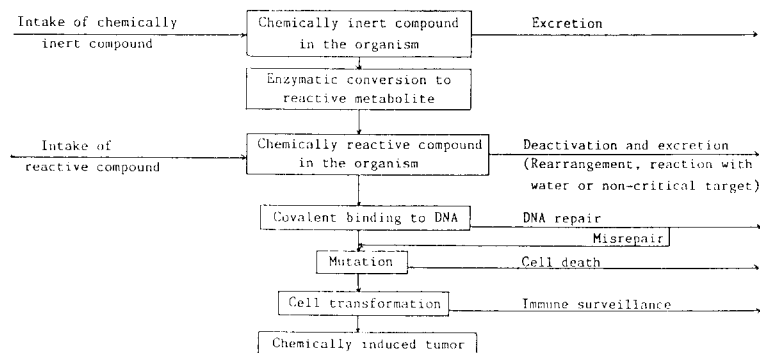 Intake of chemically
inert compound
Chemically inert compound
in the organism
Excretion
Enzymatic conversion to
reactive metabolite
Intake of
reactive compound
Chemically reactive compound
in the organism
Deactivation and excretion
(Rearrangement, reaction with
water or non-critical target)
Covalent binding to DNA
DNA repair
Misrepair
Mutation
Cell death
Cell transformation
Immune surveillance
Chemically induced tumor